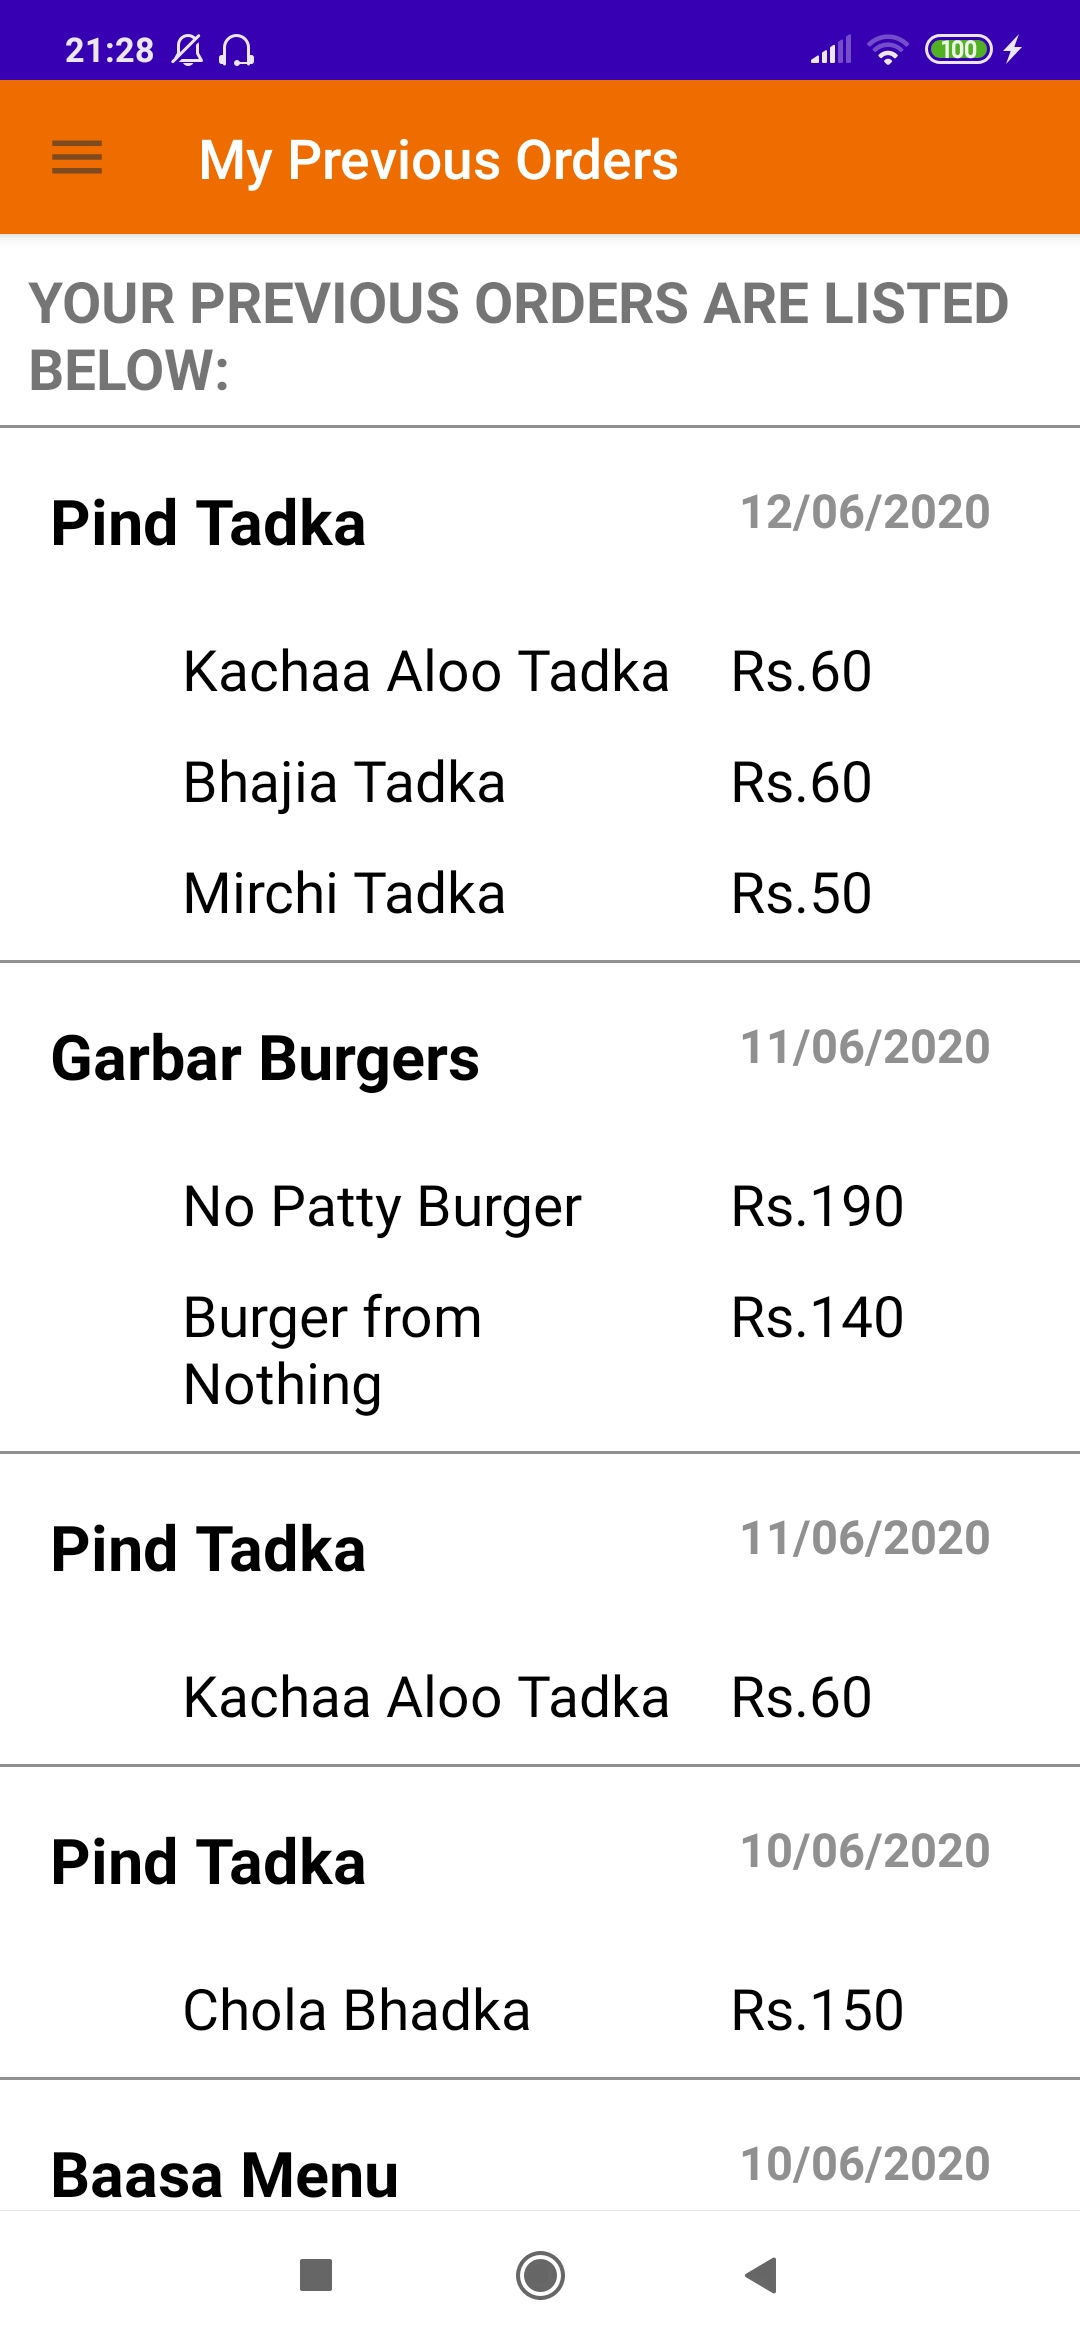 21:28
100
My Previous Orders
YOUR PREVIOUS ORDERS ARE LISTED
BELOW:
Pind Tadka 12/06/2020
Kachaa Aloo Tadka Rs.60
Bhajia Tadka Rs.60
Mirchi Tadka Rs.50
Garbar Burgers 11/06/2020
No Patty Burger Rs.190
Burger from Rs.140
Nothing
Pind Tadka 11/06/2020
Kachaa Aloo Tadka Rs.60
Pind Tadka 10/06/2020
Chola Bhadka Rs.150
Baasa Menu 10/06/2020